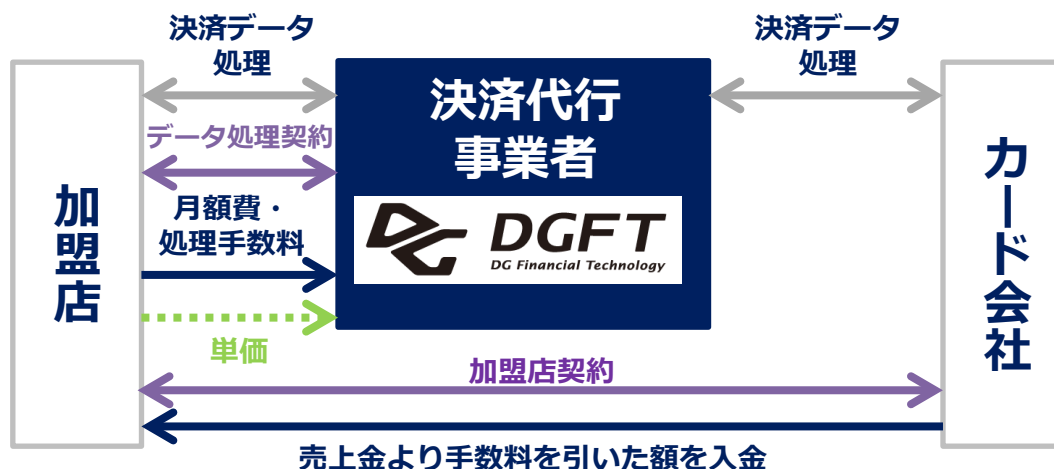 決済データ
処理
決済データ
処理
決済代行
事業者
データ処理契約
月額費・
処理手数料
DGFT
DG Financial Technology
単価
加盟店
カード会社
加盟店契約
売上金より手数料を引いた額を入金